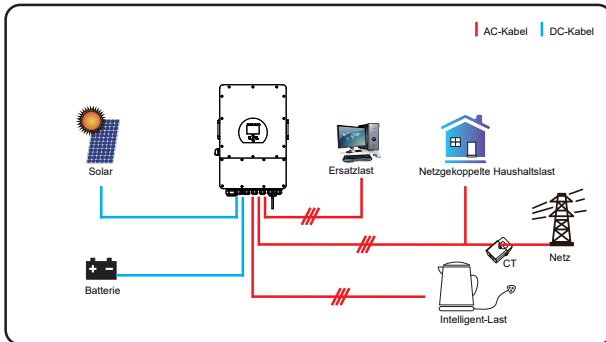 AC-Kabel
DC-Kabel
Solar
Ersatzlast
Netzgekoppelte Haushaltslast
Netz
CT
Batterie
Intelligent-Last